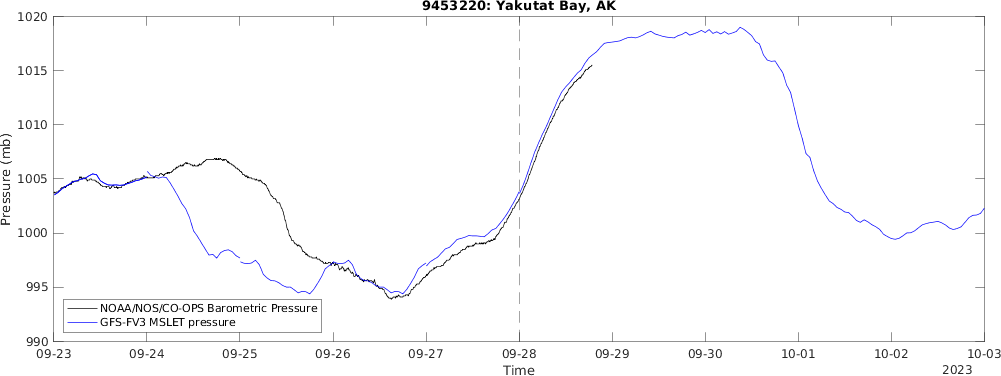 9453220: Yakutat Bay, AK
Pressure (mb)
1020
1015
1010
1005
1000
995
990
NOAA/NOS/CO-OPS Barometric Pressure
GFS-FV3 MSLET pressure
09-23 09-24 09-25 09-26 09-27 09-28 09-29 09-30 10-01 10-02 10-03
Time
2023